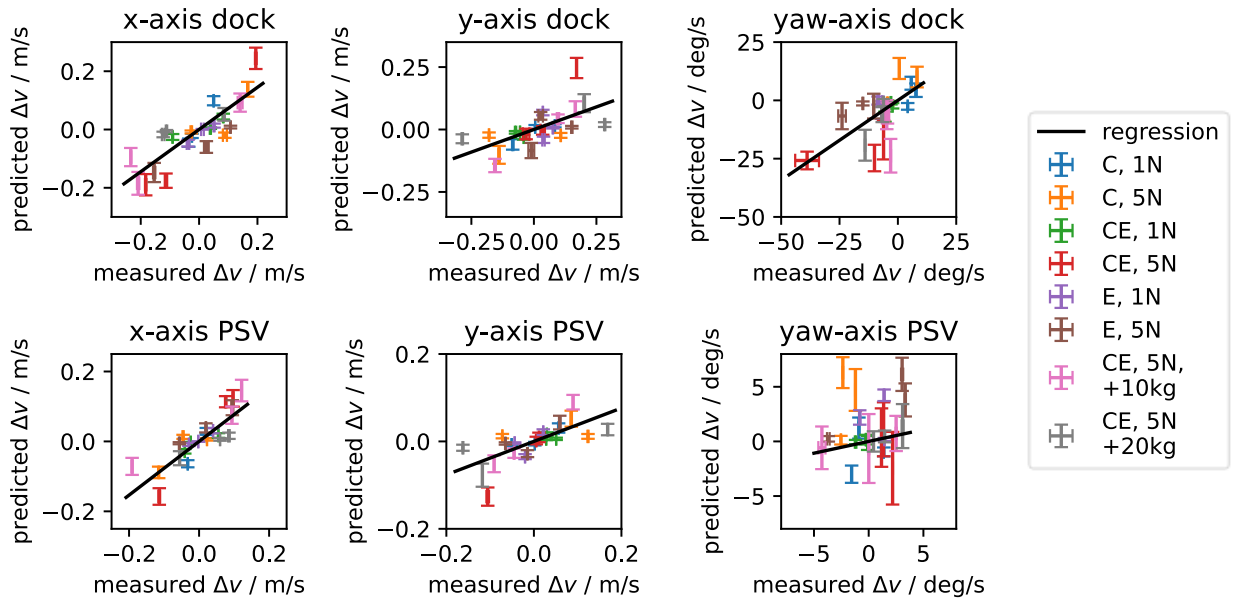 x-axis dock
predicted Δv / m/s
0.2
0.0
−0.2
−0.2 0.0 0.2
measured Δv / m/s
y-axis dock
predicted Δv / m/s
0.25
0.00
−0.25
−0.25 0.00 0.25
measured Δv / m/s
yaw-axis dock
predicted Δv / deg/s
25
0
−25
−50
−50 −25 0 25
measured Δv / deg/s
x-axis PSV
predicted Δv / m/s
0.2
0.0
−0.2
−0.2 0.0 0.2
measured Δv / m/s
y-axis PSV
predicted Δv / m/s
0.2
0.0
−0.2
−0.2 0.0 0.2
measured Δv / m/s
yaw-axis PSV
predicted Δv / deg/s
5
0
−5
−5 0 5
measured Δv / deg/s
regression
C, 1N
C, 5N
CE, 1N
CE, 5N
E, 1N
E, 5N
CE, 5N,
+10kg
CE, 5N
+20kg